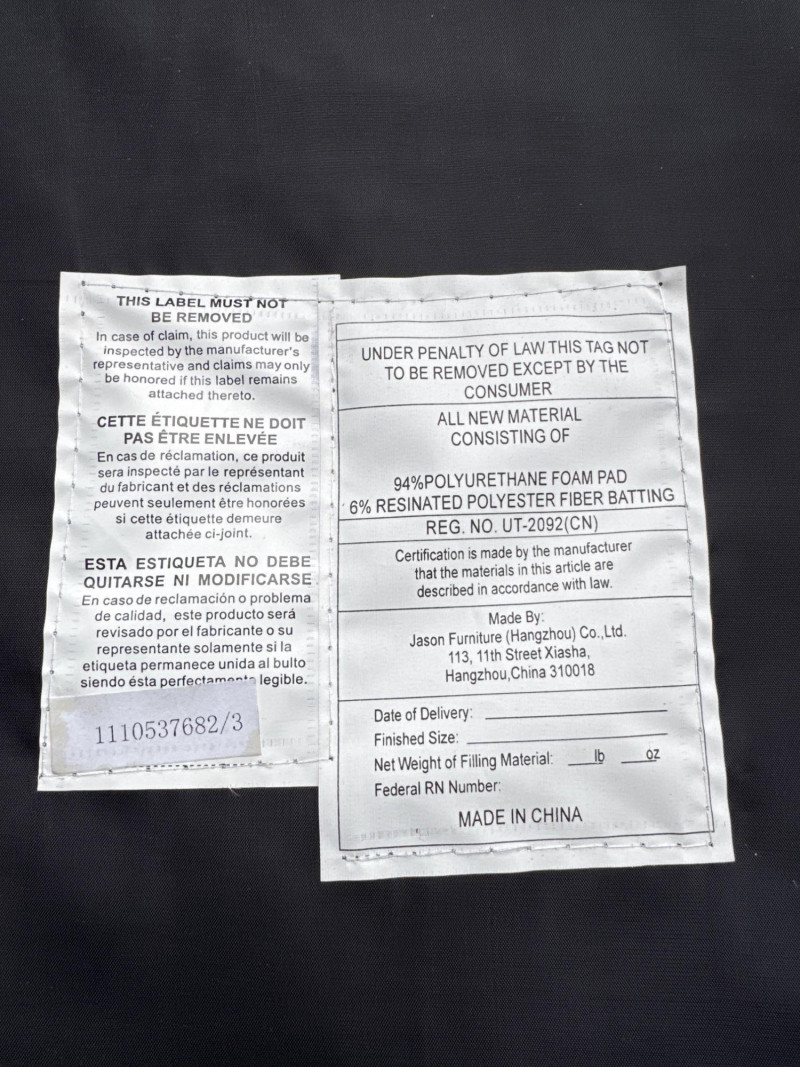 THIS LABEL MUST NOT
BE REMOVED
In case of claim, this product will be
inspected by the manufacturer's
representative and claims may only
be honored if this label remains
attached thereto.
CETTE ÉTIQUETTE NE DOIT
PAS ÊTRE ENLEVÉE
En cas de réclamation, ce produit
sera inspecté par le représentant
du fabricant et des réclamations
peuvent seulement être honorées
si cette étiquette demeure
attachée ci-joint.
ESTA ESTIQUETA NO DEBE
QUITARSE NI MODIFICARSE
En caso de reclamación o problema
de calidad, este producto será
revisado por el fabricante o su
representante solamente si la
etiqueta permanece unida al bulto
siendo ésta perfectamente legible.
1110537682/3
UNDER PENALTY OF LAW THIS TAG NOT
TO BE REMOVED EXCEPT BY THE
CONSUMER
ALL NEW MATERIAL
CONSISTING OF
94%POLYURETHANE FOAM PAD
6% RESINATED POLYESTER FIBER BATTING
REG. NO. UT-2092(CN)
Certification is made by the manufacturer
that the materials in this article are
described in accordance with law.
Made By:
Jason Furniture (Hangzhou) Co.,Ltd.
113, 11th Street Xiasha,
Hangzhou,China 310018
Date of Delivery:
Finished Size:
Net Weight of Filling Material: lb oz
Federal RN Number:
MADE IN CHINA